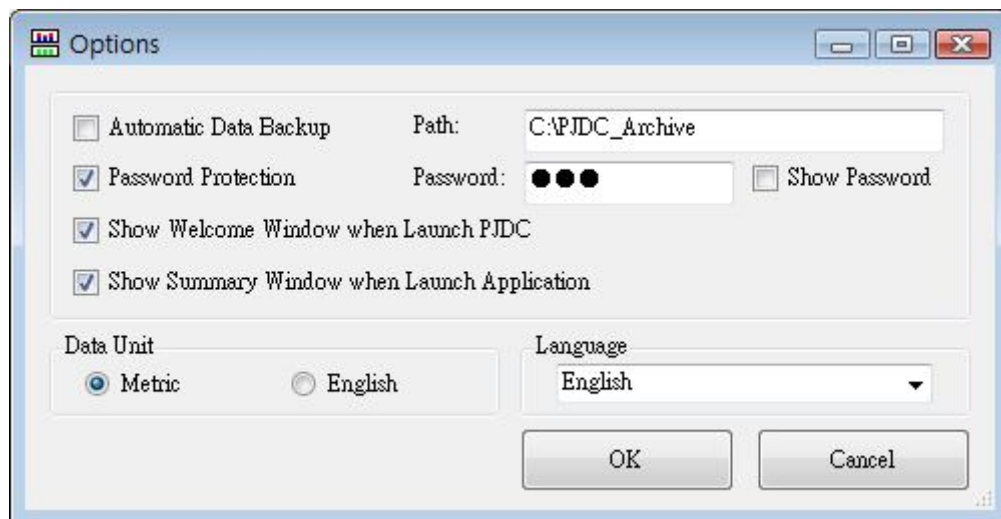 Options
Automatic Data Backup Path: C:\PJDC_Archive
Password Protection Password: ●●● Show Password
Show Welcome Window when Launch PJDC
Show Summary Window when Launch Application
Data Unit
Metric English
Language
English
OK Cancel